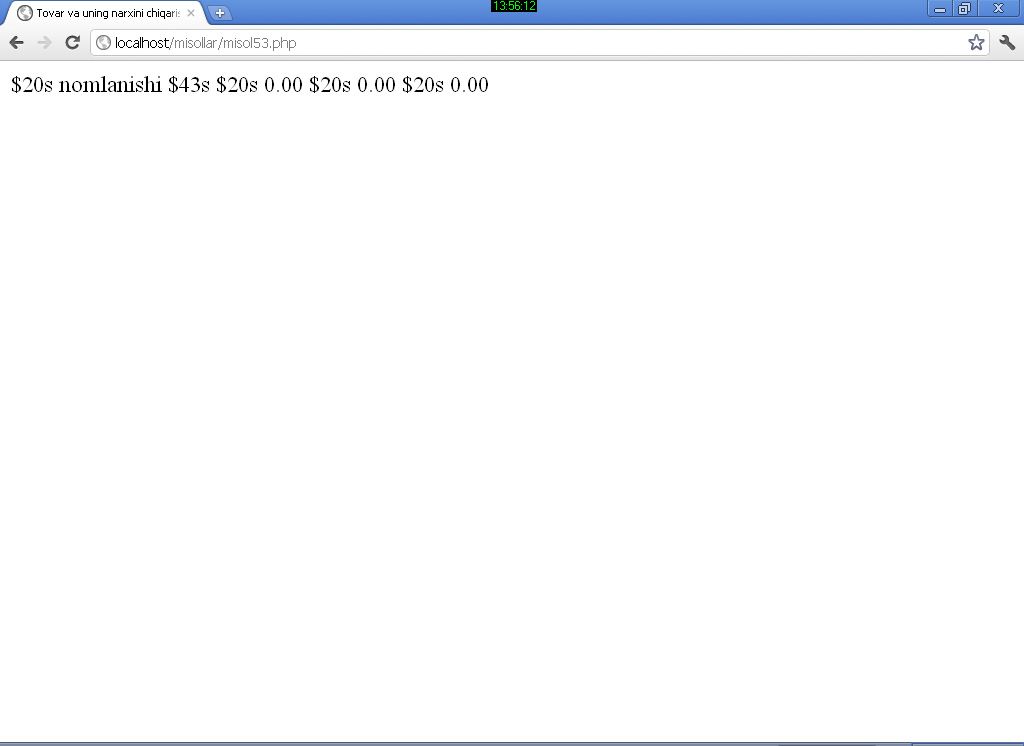 13:56:12
Tovar va uning narxini chiqaris
localhost/misollar/misol53.php
$20s nomlanishi $43s $20s 0.00 $20s 0.00 $20s 0.00